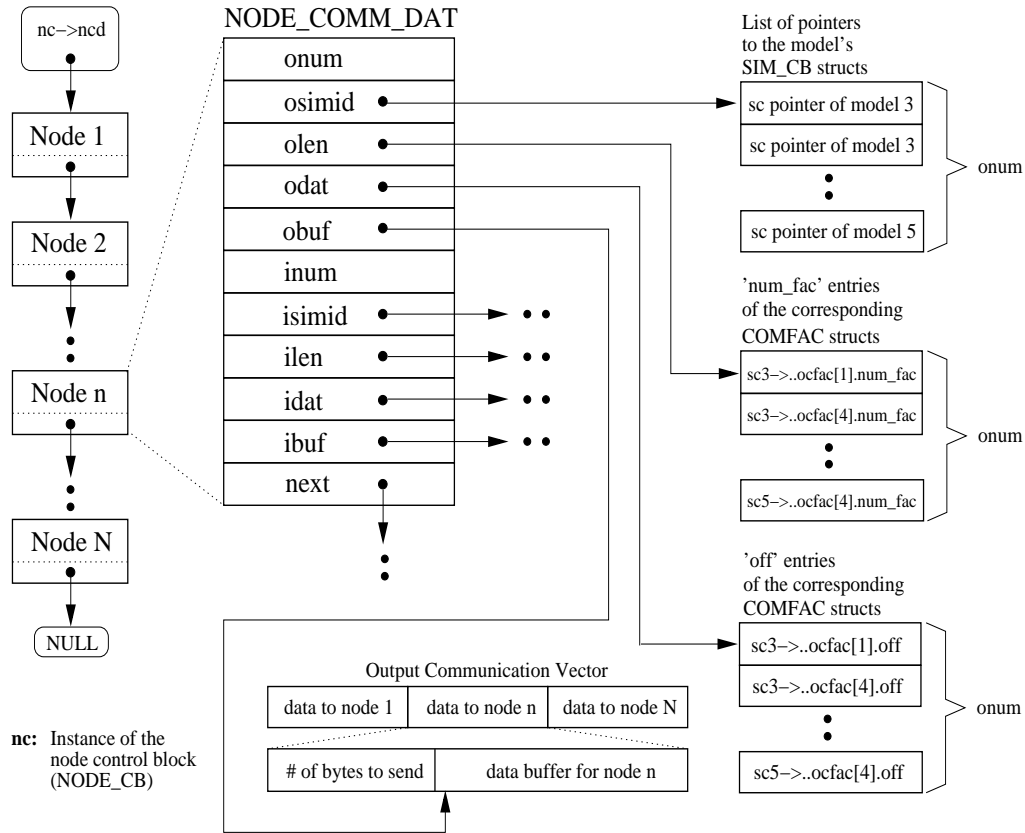 nc->ncd
Node 1
Node 2
Node n
Node N
NULL
nc: Instance of the
node control block
(NODE_CB)
NODE_COMM_DAT
onum
osimid
olen
odat
obuf
inum
isimid
ilen
idat
ibuf
next
List of pointers
to the model's
SIM_CB structs
sc pointer of model 3
sc pointer of model 3
sc pointer of model 5
onum
'num_fac' entries
of the corresponding
COMFAC structs
sc3->..ocfac[1].num_fac
sc3->..ocfac[4].num_fac
sc5->..ocfac[4].num_fac
onum
'off' entries
of the corresponding
COMFAC structs
sc3->..ocfac[1].off
sc3->..ocfac[4].off
sc5->..ocfac[4].off
onum
Output Communication Vector
data to node 1 data to node n data to node N
# of bytes to send data buffer for node n